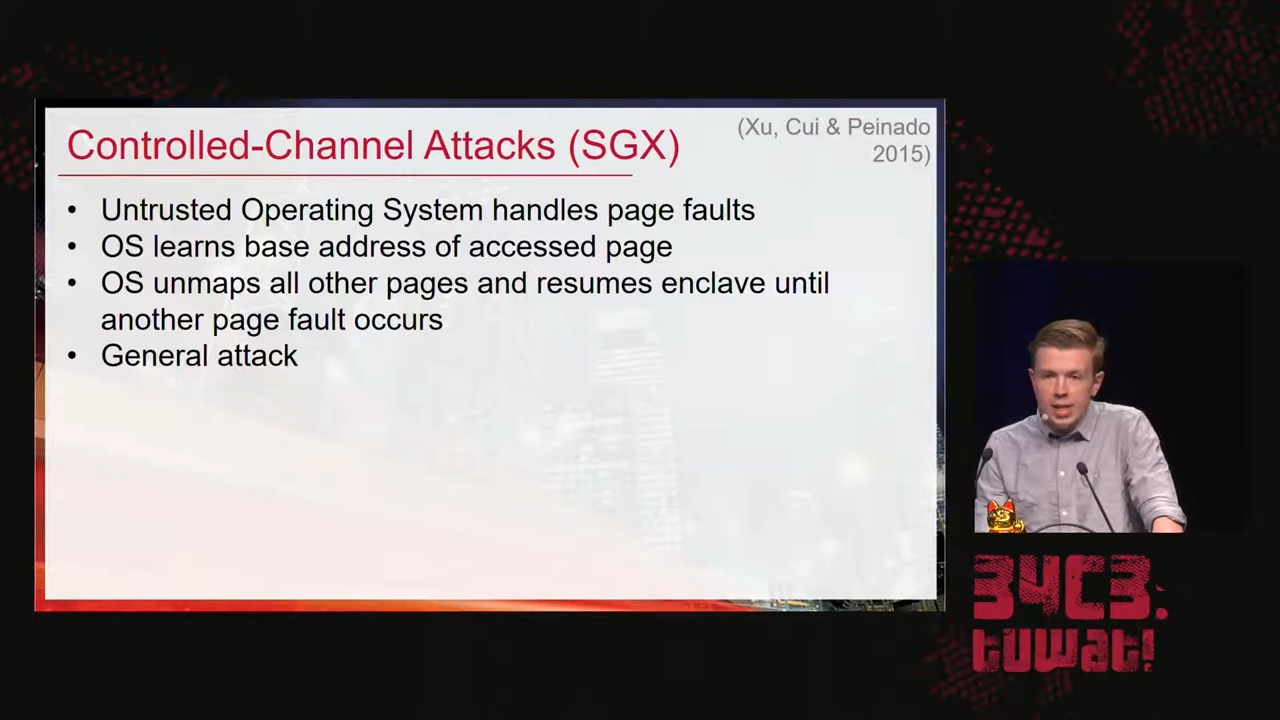 Controlled-Channel Attacks (SGX)
(Xu, Cui & Peinado
2015)
• Untrusted Operating System handles page faults
• OS learns base address of accessed page
• OS unmaps all other pages and resumes enclave until
another page fault occurs
• General attack
34C3.
tuwat!